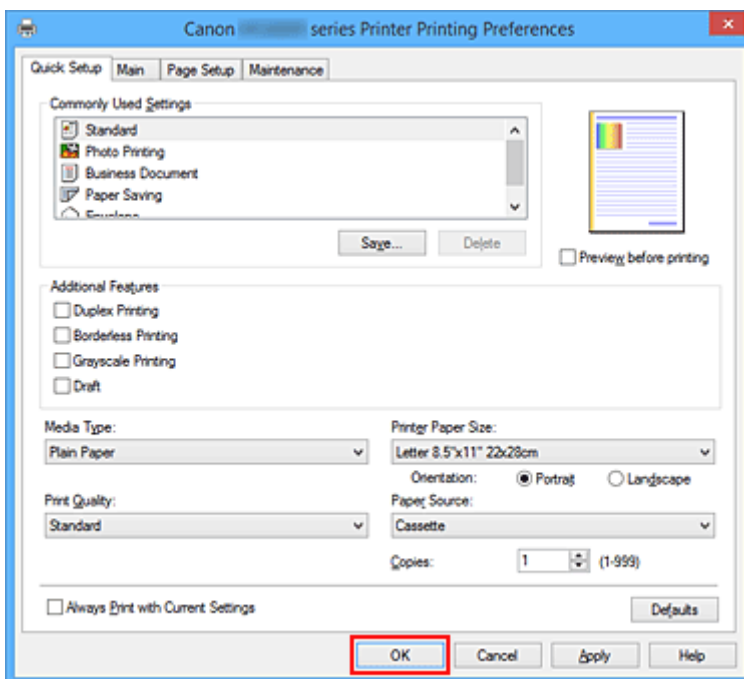 Canon series Printer Printing Preferences
Quick Setup Main Page Setup Maintenance
Commonly Used Settings
Standard
Photo Printing
Business Document
Paper Saving
Envelope
Save... Delete
Preview before printing
Additional Features
Duplex Printing
Borderless Printing
Grayscale Printing
Draft
Media Type:
Plain Paper
Printer Paper Size:
Letter 8.5"x11" 22x28cm
Orientation: Portrait Landscape
Print Quality:
Standard
Paper Source:
Cassette
Copies: 1 (1-999)
Always Print with Current Settings
Defaults
OK Cancel Apply Help